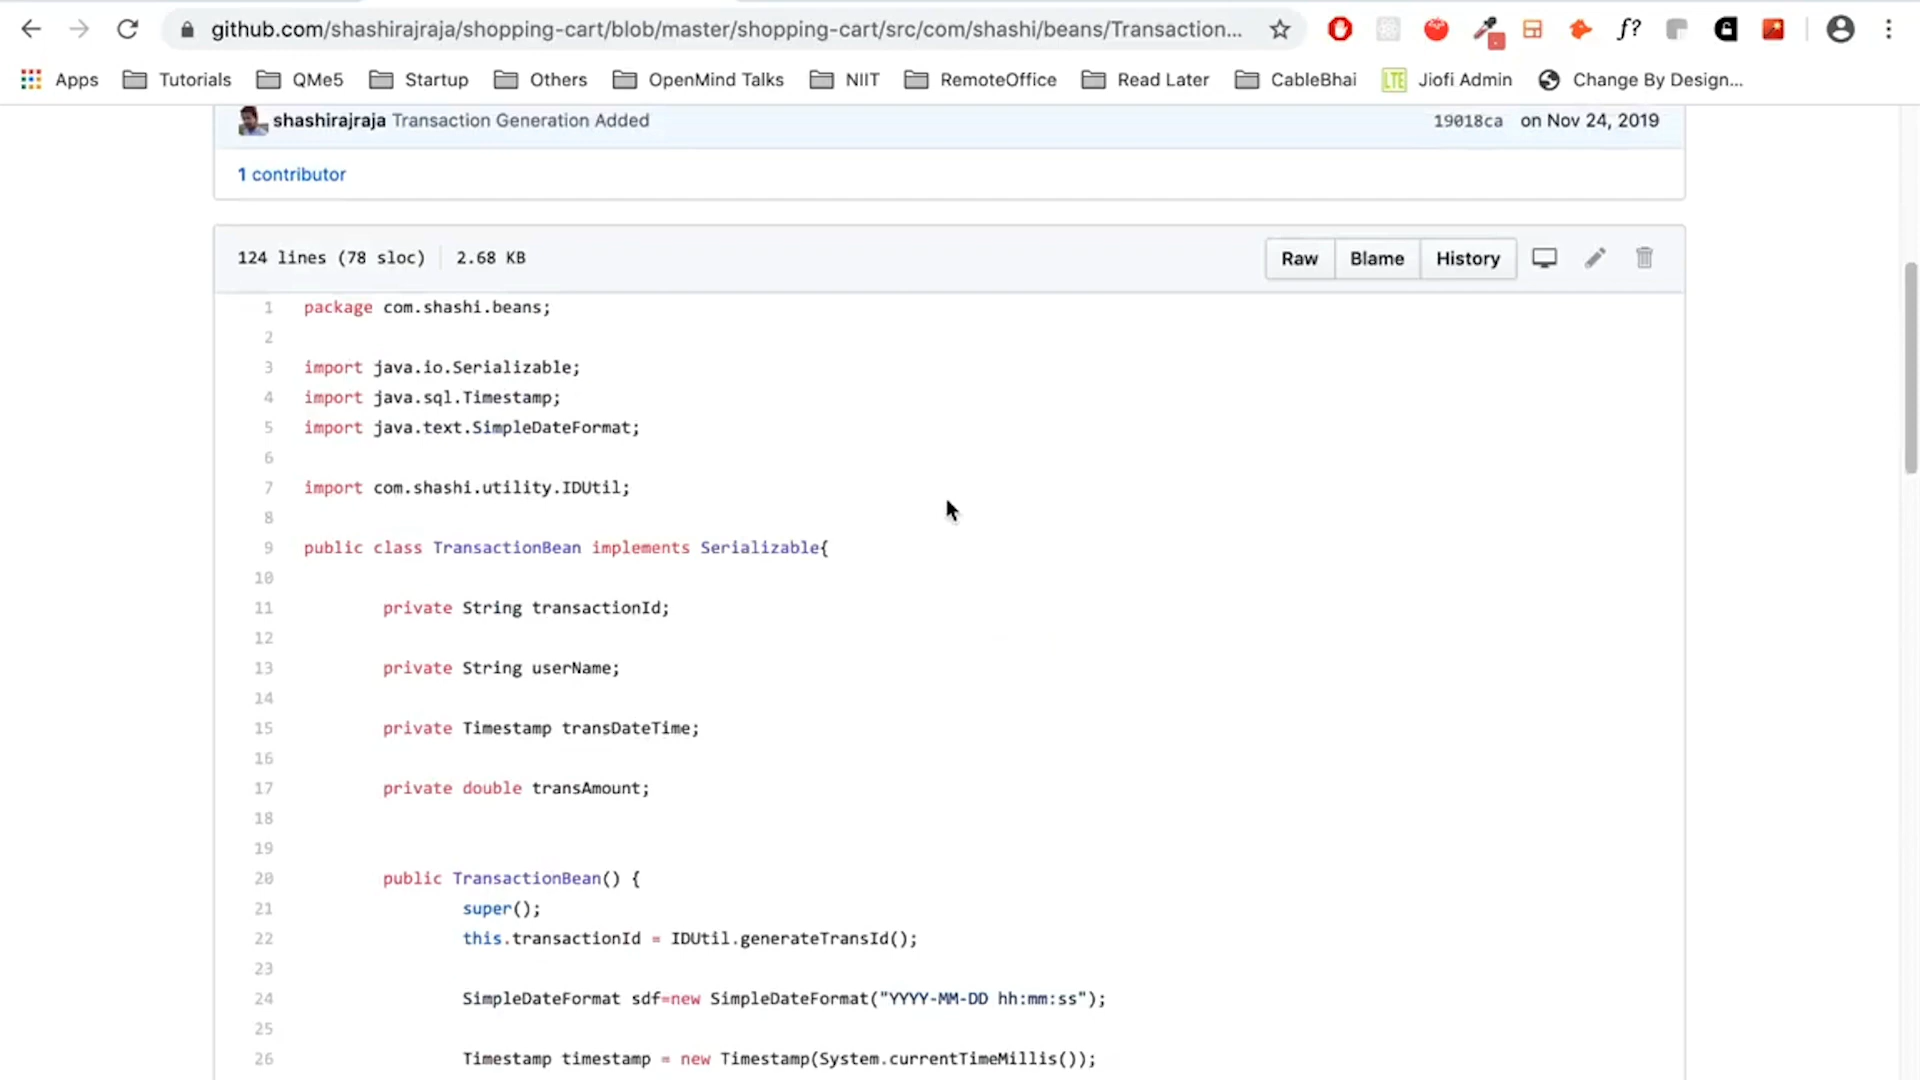 github.com/shashirajraja/shopping-cart/blob/master/shopping-cart/src/com/shashi/beans/Transaction...
f?
Apps Tutorials QMe5 Startup Others OpenMind Talks NIIT RemoteOffice Read Later CableBhai LTE Jiofi Admin Change By Design...
shashirajraja Transaction Generation Added 19018ca on Nov 24, 2019
1 contributor
124 lines (78 sloc) 2.68 KB Raw Blame History
1 package com.shashi.beans;
2
3 import java.io.Serializable;
4 import java.sql.Timestamp;
5 import java.text.SimpleDateFormat;
6
7 import com.shashi.utility.IDUtil;
8
9 public class TransactionBean implements Serializable{
10
11 private String transactionId;
12
13 private String userName;
14
15 private Timestamp transDateTime;
16
17 private double transAmount;
18
19
20 public TransactionBean() {
21 super();
22 this.transactionId = IDUtil.generateTransId();
23
24 SimpleDateFormat sdf=new SimpleDateFormat("YYYY-MM-DD hh:mm:ss");
25
26 Timestamp timestamp = new Timestamp(System.currentTimeMillis());